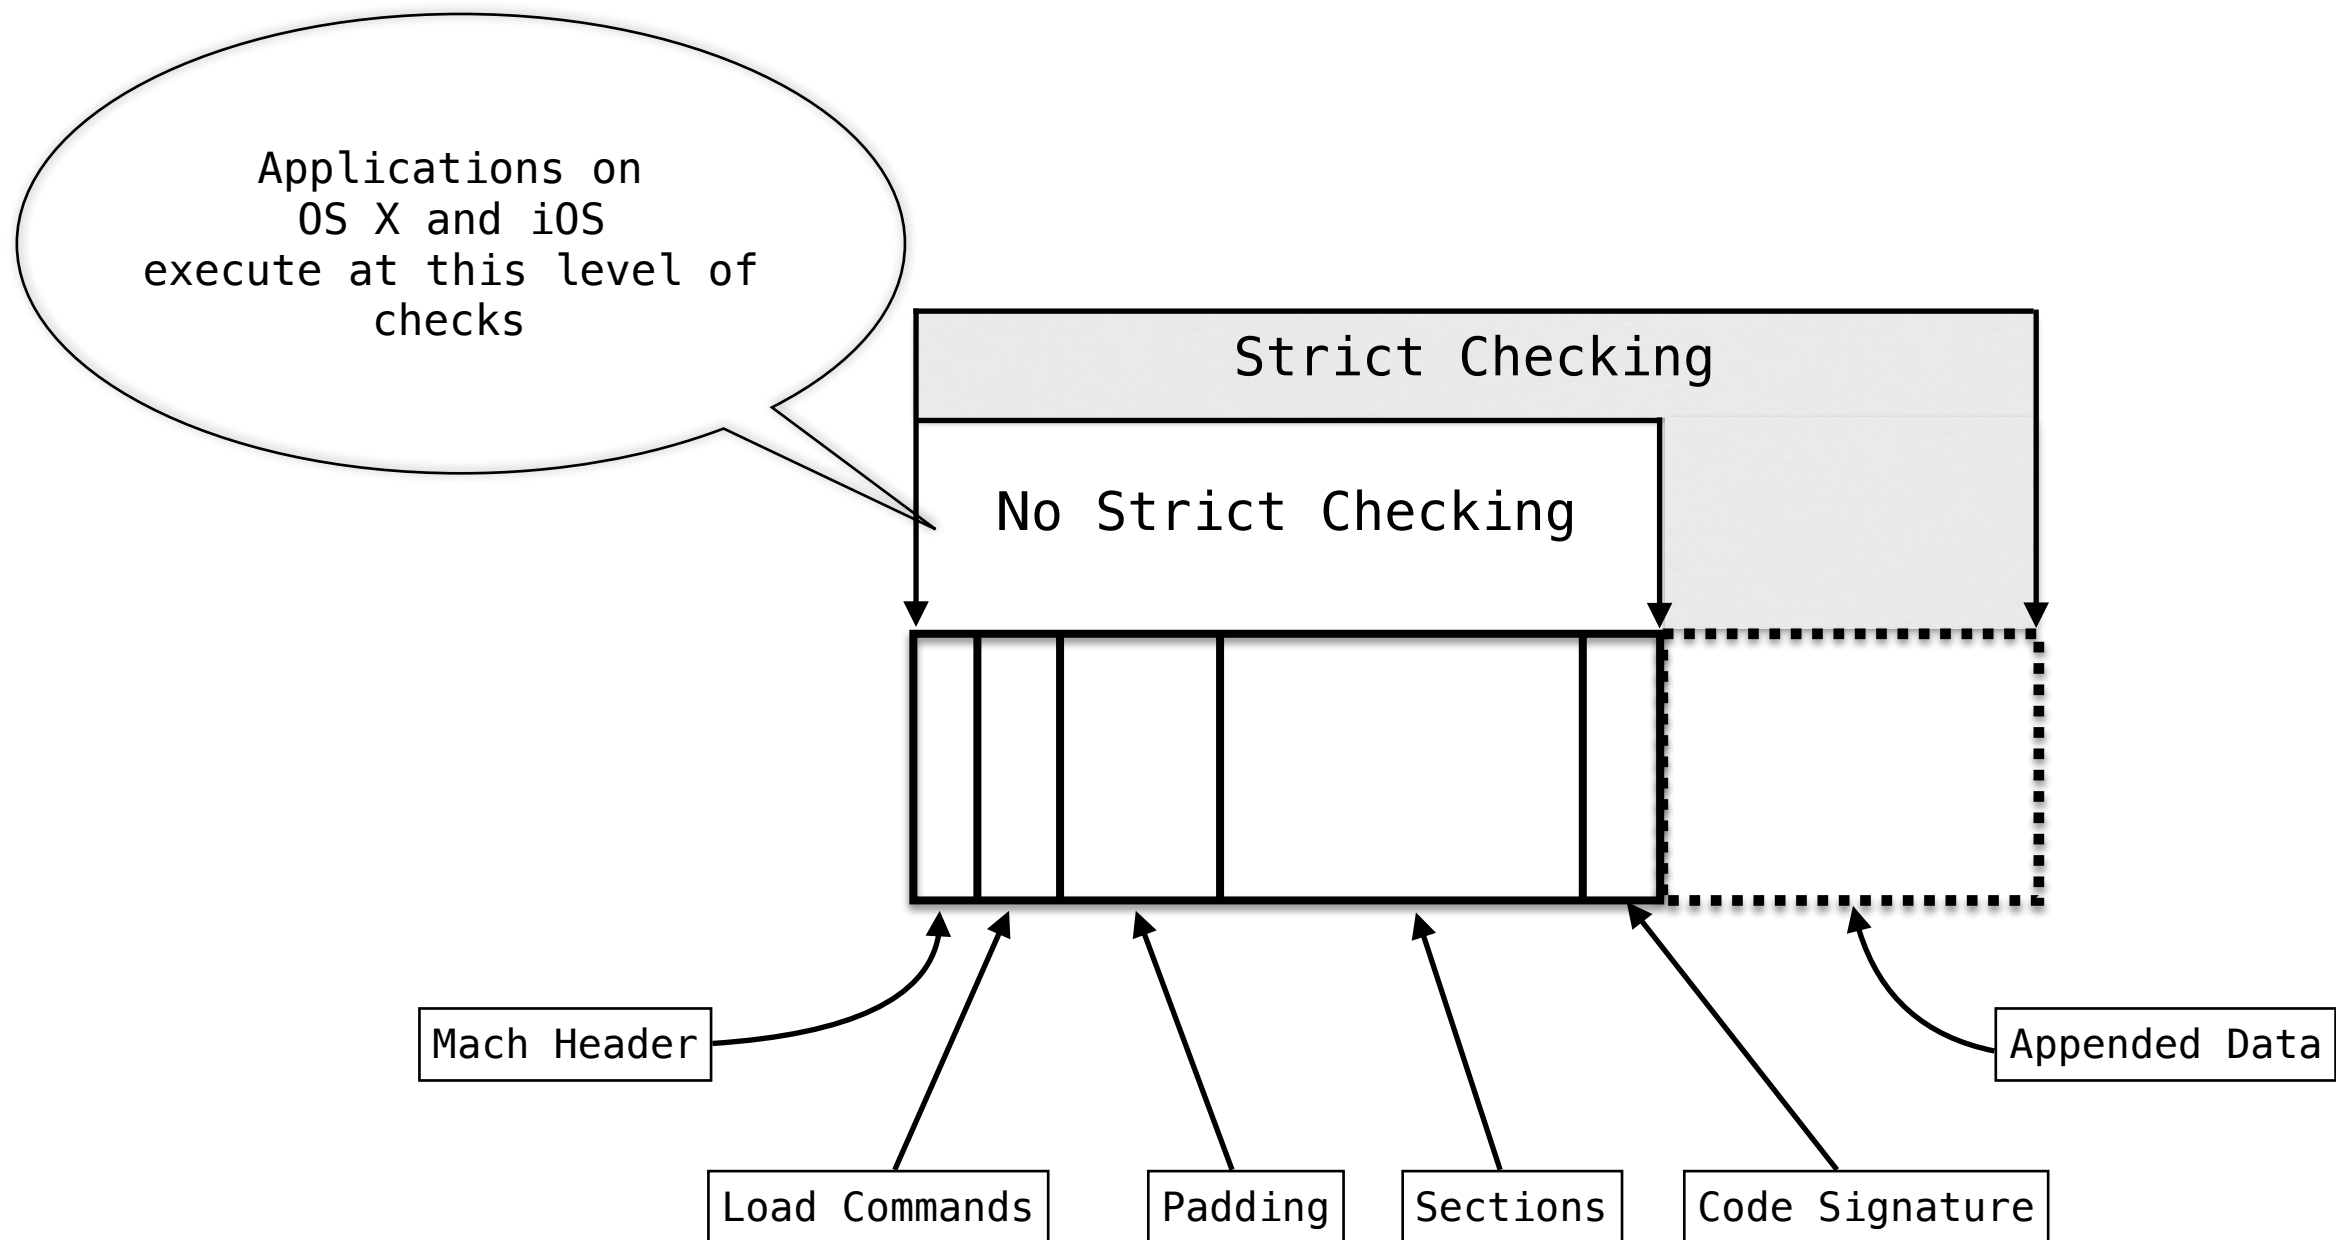 Applications on
OS X and iOS
execute at this level of
checks
Strict Checking
No Strict Checking
Mach Header
Appended Data
Load Commands
Padding
Sections
Code Signature